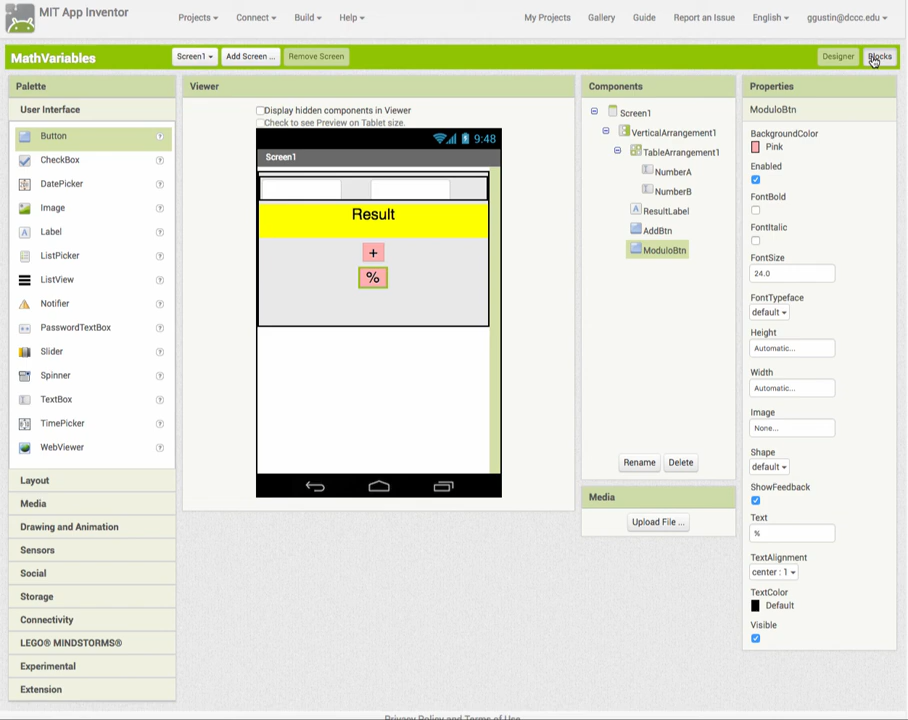 MIT App Inventor
Projects Connect Build Help My Projects Gallery Guide Report an Issue English ggustin@dccc.edu
MathVariables Screen1 Add Screen ... Remove Screen Designer Blocks
Palette
User Interface
Button
CheckBox
DatePicker
Image
Label
ListPicker
ListView
Notifier
PasswordTextBox
Slider
Spinner
TextBox
TimePicker
WebViewer
Layout
Media
Drawing and Animation
Sensors
Social
Storage
Connectivity
LEGO® MINDSTORMS®
Experimental
Extension
Viewer
Display hidden components in Viewer
Check to see Preview on Tablet size.
9:48
Screen1
Result
+
%
Components
Screen1
VerticalArrangement1
TableArrangement1
NumberA
NumberB
ResultLabel
AddBtn
ModuloBtn
Rename Delete
Media
Upload File ...
Properties
ModuloBtn
BackgroundColor
Pink
Enabled
FontBold
FontItalic
FontSize
24.0
FontTypeface
default
Height
Automatic...
Width
Automatic...
Image
None...
Shape
default
ShowFeedback
Text
%
TextAlignment
center : 1
TextColor
Default
Visible
Privacy Policy and Terms of Use